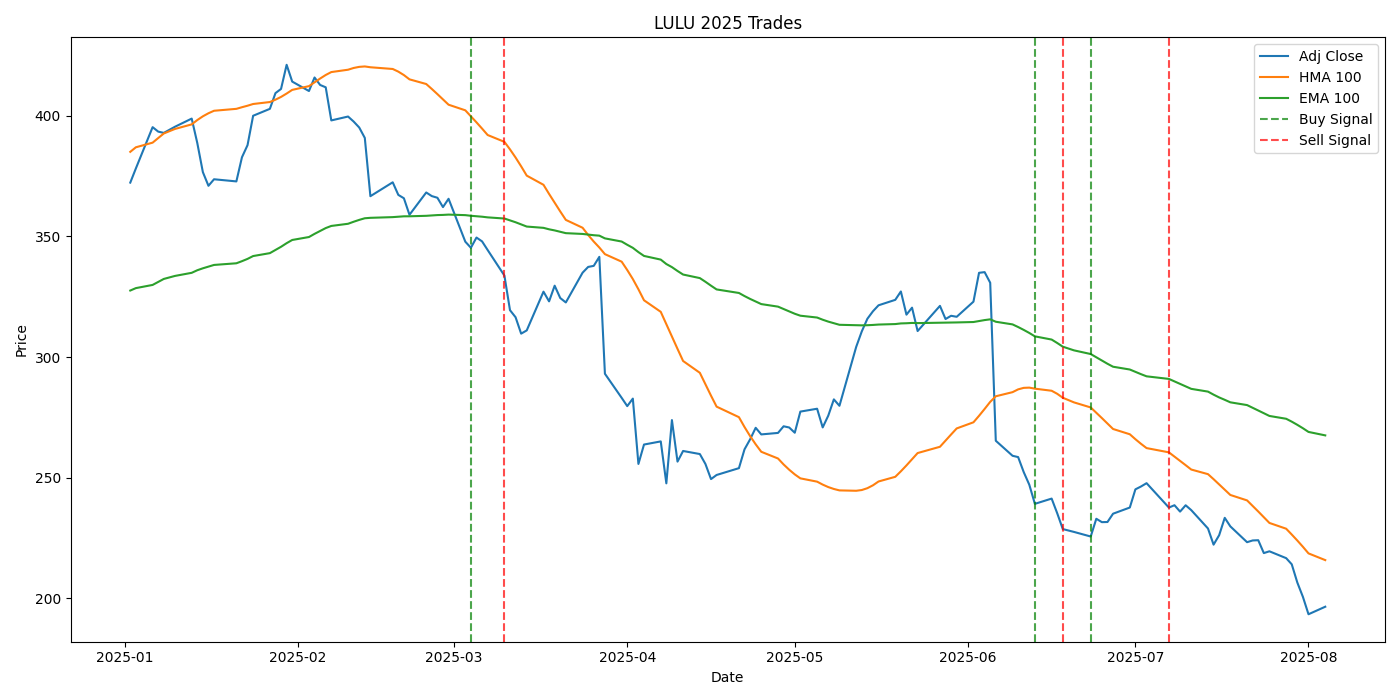 LULU 2025 Trades
Adj Close
HMA 100
EMA 100
Buy Signal
Sell Signal
Price
400
350
300
250
200
2025-01
2025-02
2025-03
2025-04
2025-05
2025-06
2025-07
2025-08
Date